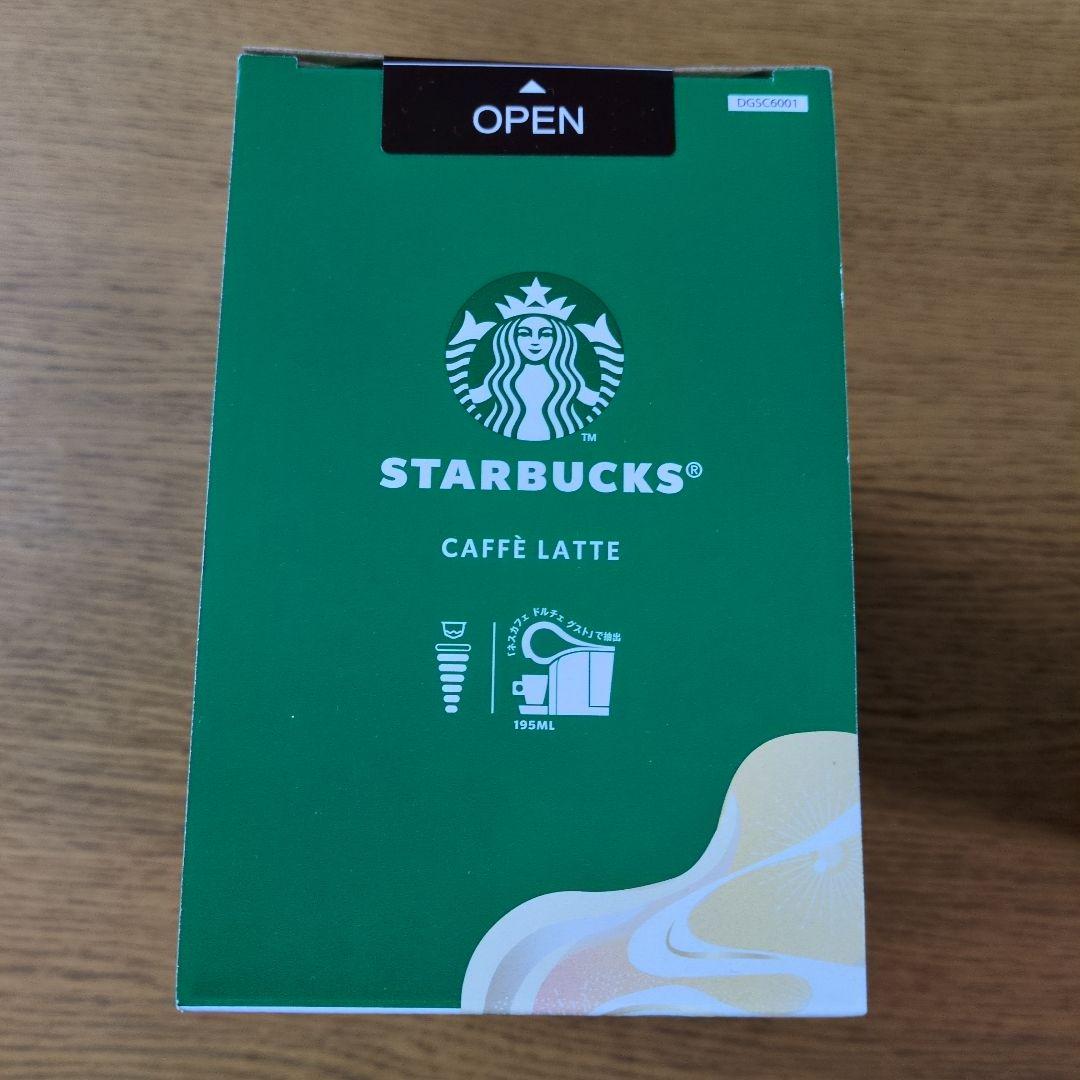 OPEN
DGSC6001
TM
STARBUCKS®
CAFFÈ LATTE
「ネスカフェ ドルチェ グスト」で抽出
195ML